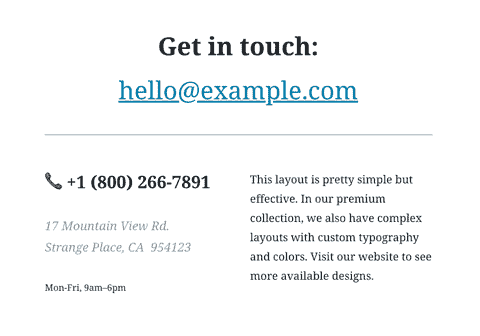 Get in touch:
hello@example.com
+1 (800) 266-7891
17 Mountain View Rd.
Strange Place, CA 954123
Mon-Fri, 9am–6pm
This layout is pretty simple but
effective. In our premium
collection, we also have complex
layouts with custom typography
and colors. Visit our website to see
more available designs.